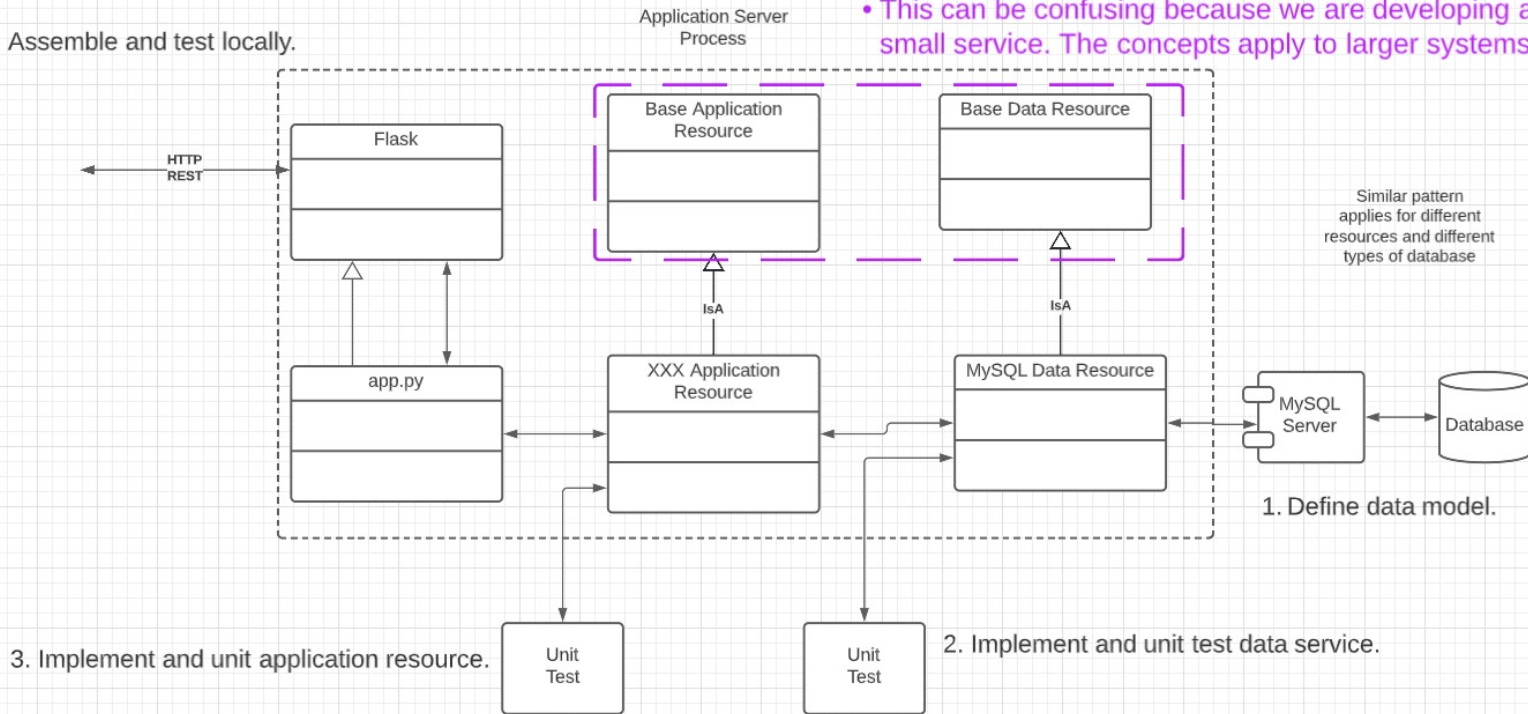 Application Server
Process
• This can be confusing because we are developing a
small service. The concepts apply to larger systems
Assemble and test locally.
Flask
Base Application
Resource
Base Data Resource
HTTP
REST
Similar pattern
applies for different
resources and different
types of database
IsA
IsA
app.py
XXX Application
Resource
MySQL Data Resource
MySQL
Server
Database
1. Define data model.
3. Implement and unit application resource.
Unit
Test
Unit
Test
2. Implement and unit test data service.